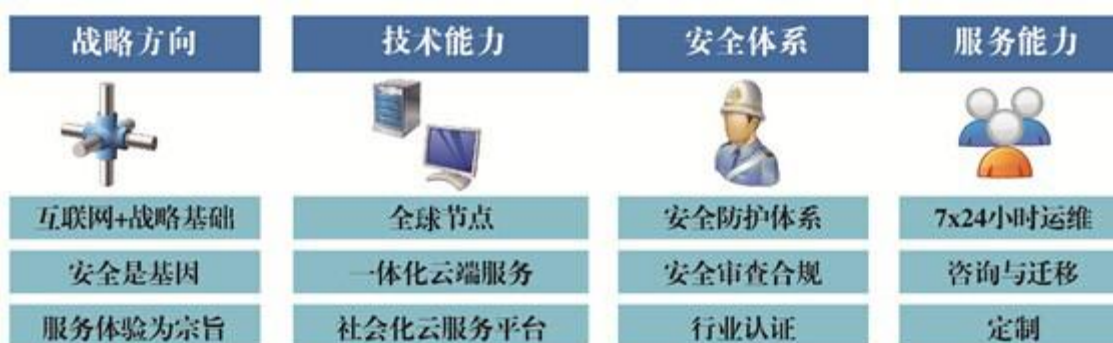 战略方向
技术能力
安全体系
服务能力
互联网+战略基础
全球节点
安全防护体系
7x24小时运维
安全是基因
一体化云端服务
安全审查合规
咨询与迁移
服务体验为宗旨
社会化云服务平台
行业认证
定制